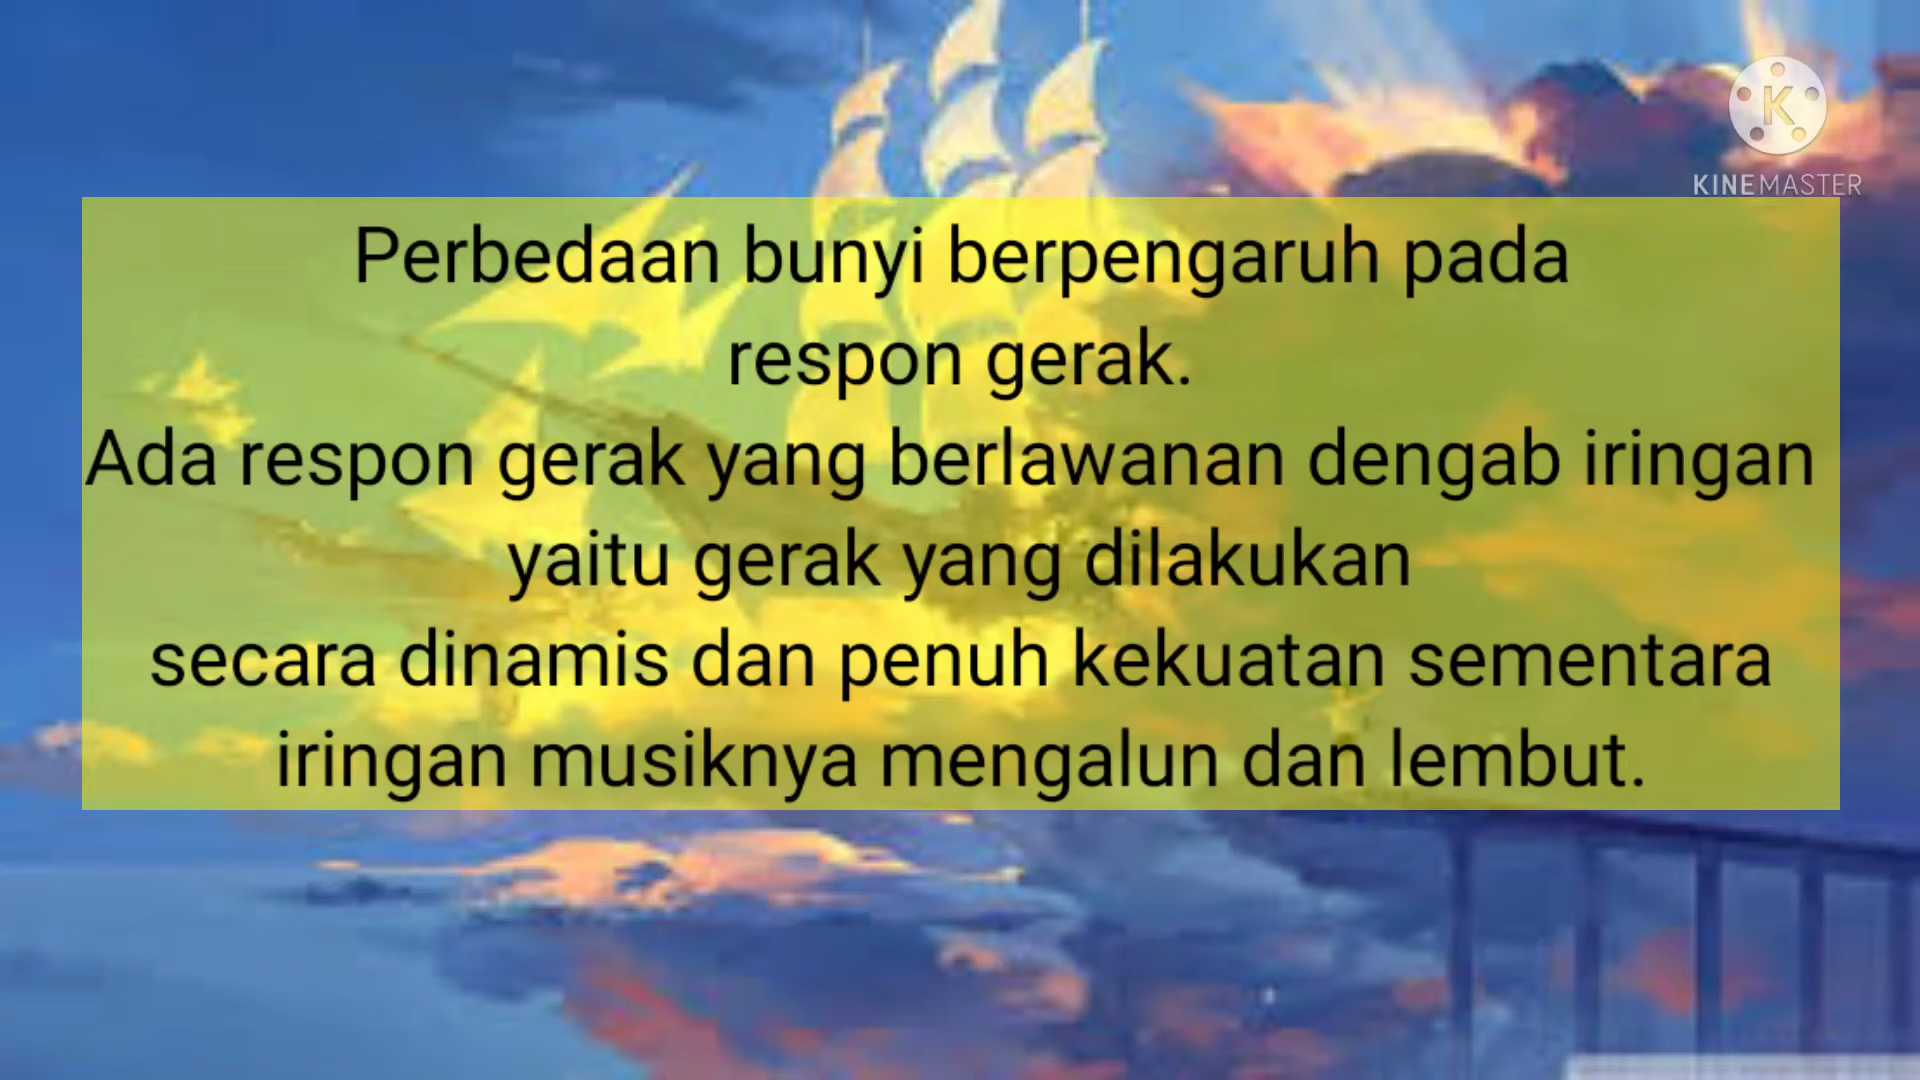 KINEMASTER
Perbedaan bunyi berpengaruh pada
respon gerak.
Ada respon gerak yang berlawanan dengab iringan
yaitu gerak yang dilakukan
secara dinamis dan penuh kekuatan sementara
iringan musiknya mengalun dan lembut.